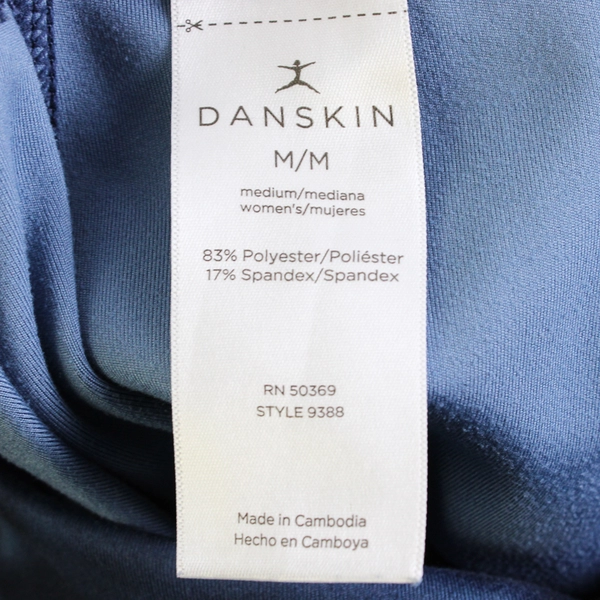 DANSKIN
M/M
medium/mediana
women's/mujeres
83% Polyester/Poliéster
17% Spandex/Spandex
RN 50369
STYLE 9388
Made in Cambodia
Hecho en Camboya